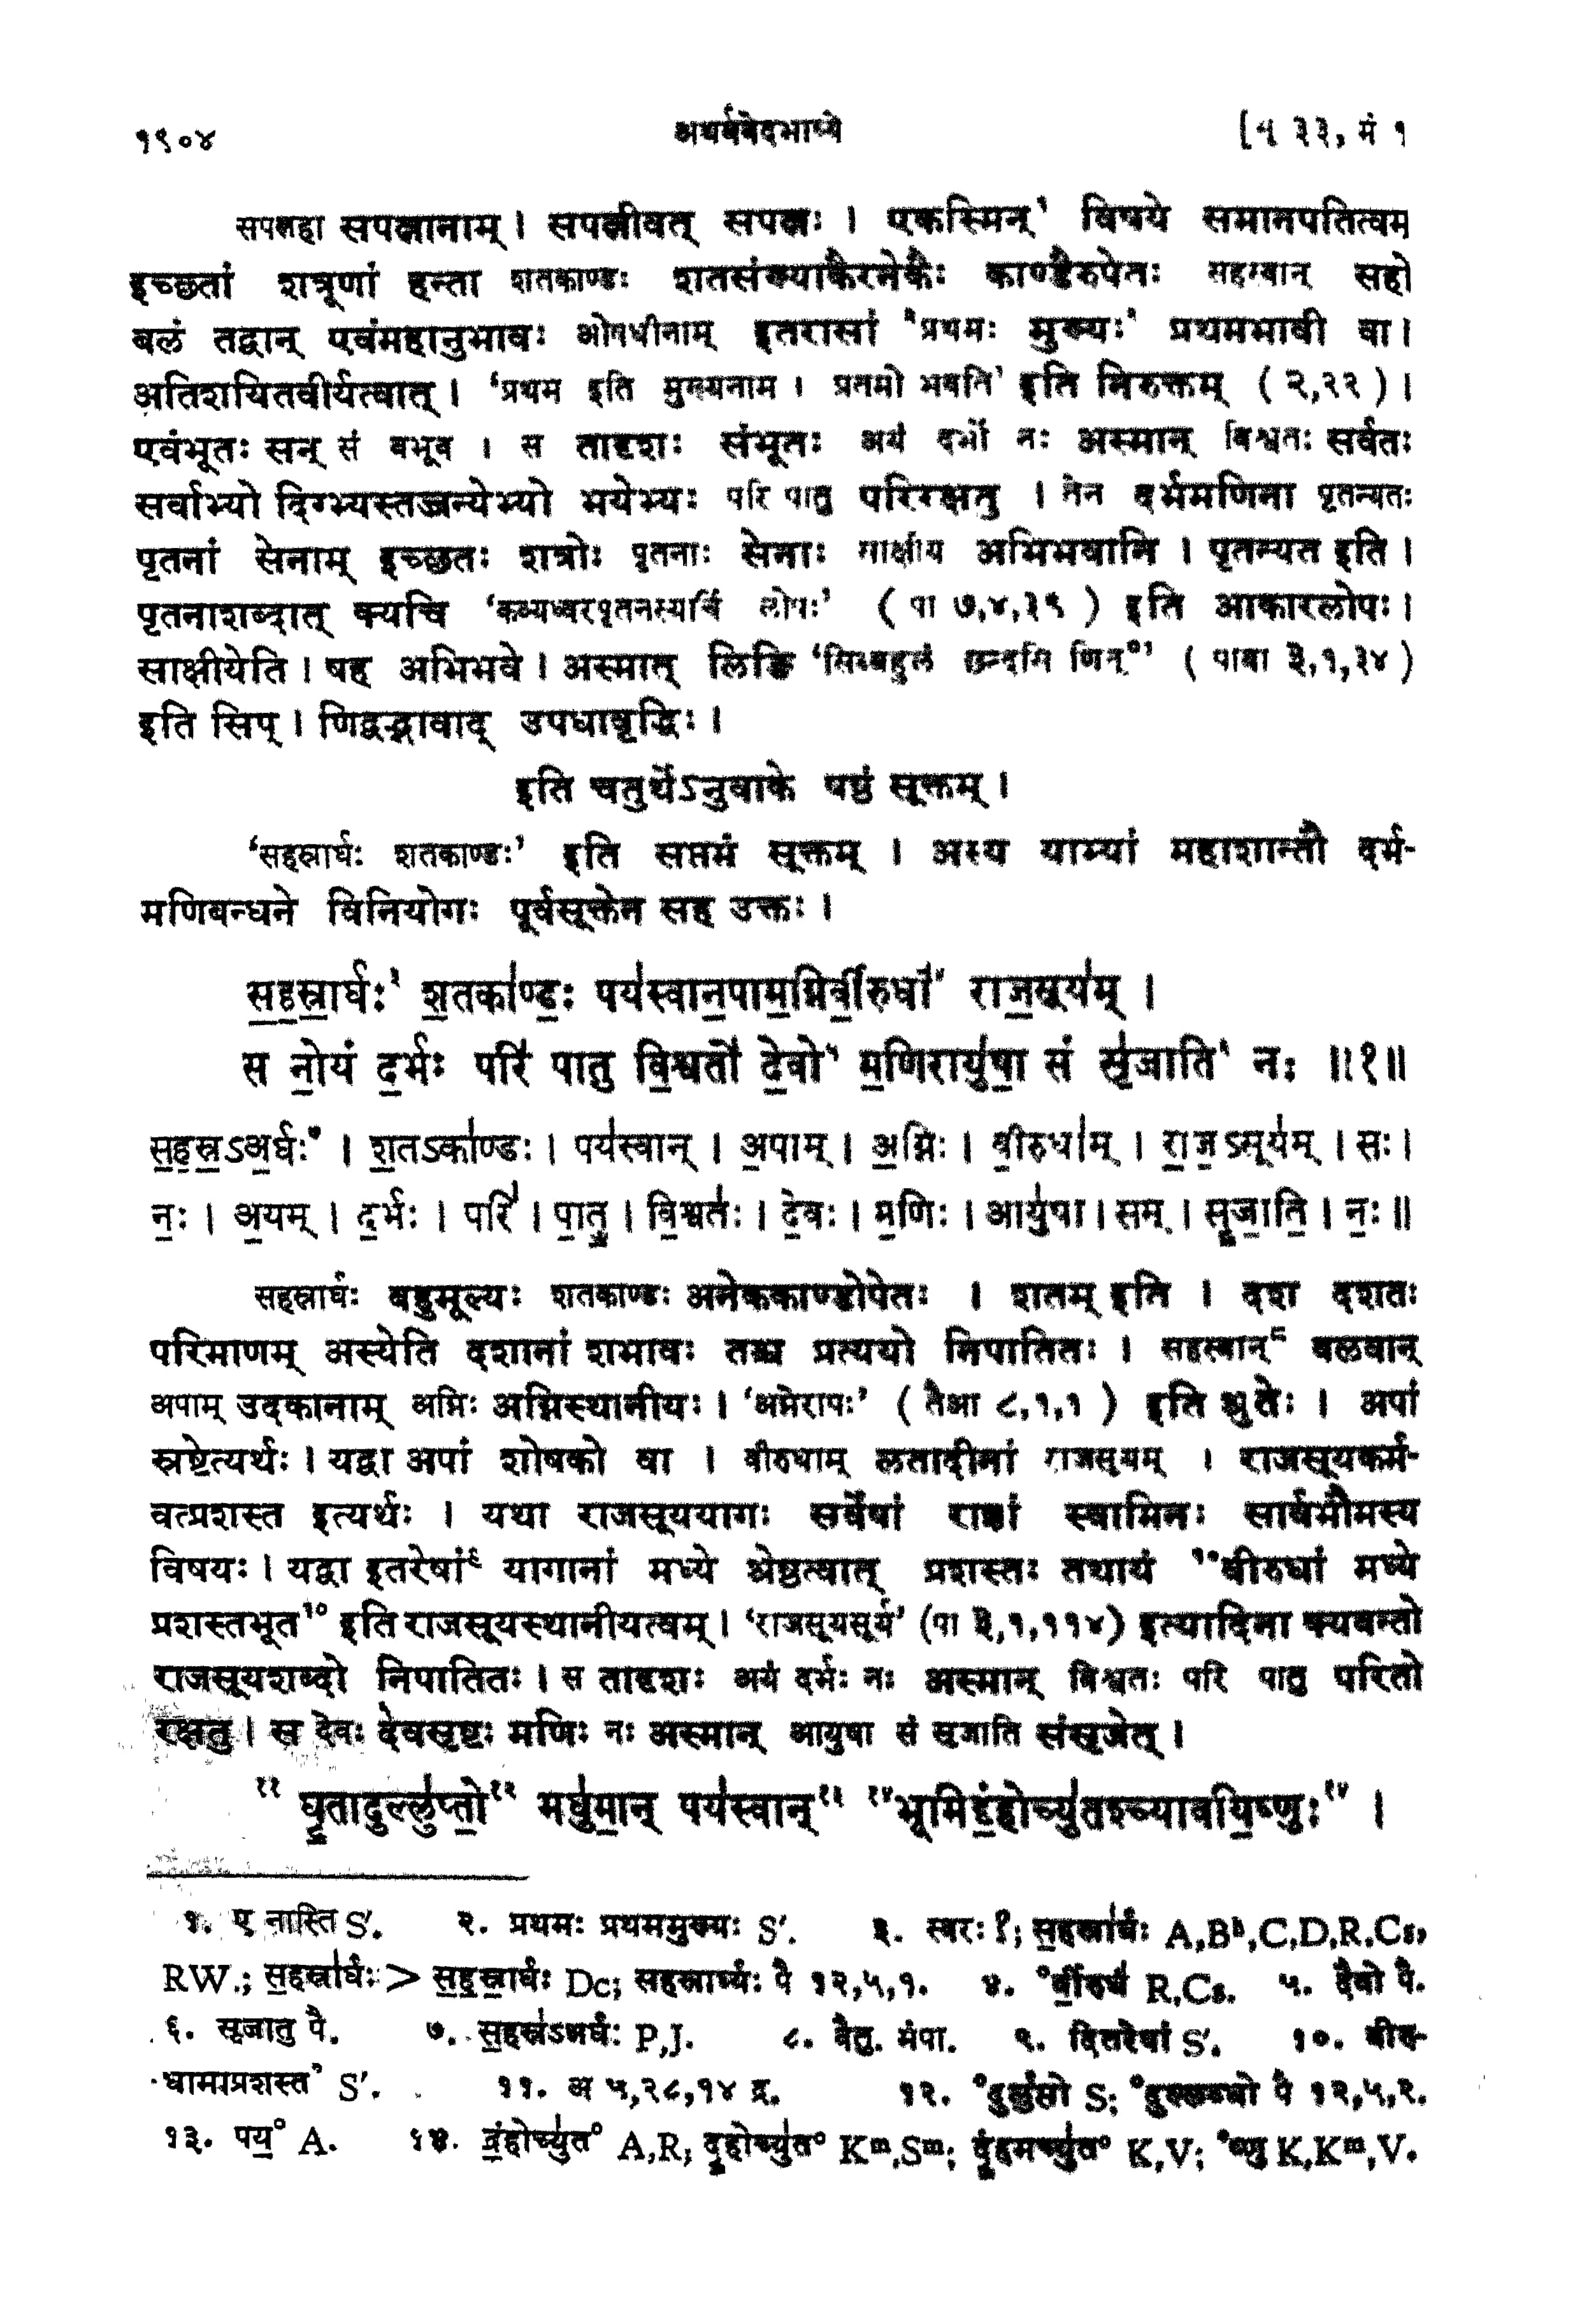 १९०४ अथर्ववेदभाष्ये [सू ३३, मं १
सपत्नहा सपत्नानाम् । सपत्नीवत् सपत्नः । एकस्मिन्¹ विषये समानपतित्वम्
इच्छतां शत्रूणां हन्ता शतकाण्डः शतसंख्याकैरनेकैः काण्डैरुपेतः सहस्वान् सहो
बलं तद्वान् एवंमहानुभावः ओषधीनाम् इतरासां ²प्रथमः मुख्यः² प्रथमभावी वा ।
अतिशयितवीर्यत्वात् । ‘प्रथम इति मुख्यनाम । प्रतमो भवति’ इति निरुक्तम् ( २,२२ ) ।
एवंभूतः सन् सं बभूव । स तादृशः संभूतः अयं दर्भो नः अस्मान् विश्वतः सर्वतः
सर्वाभ्यो दिग्भ्यस्तज्जन्येभ्यो भयेभ्यः परि पातु परिरक्षतु । तेन दर्भमणिना पृतन्यतः
पृतनां सेनाम् इच्छतः शत्रोः पृतनाः सेनाः साक्षीय अभिभवानि । पृतन्यत इति ।
पृतनाशब्दात् क्यचि ‘कव्यध्वरपृतनस्यर्चि लोपः’ ( पा ७,४,३९ ) इति आकारलोपः ।
साक्षीयेति । षह अभिभवे । अस्मात् लिङि ‘सिब्बहुलं छन्दसि णित्°’ ( पावा ३,१,३४ )
इति सिप् । णिद्वद्भावाद् उपधावृद्धिः ।
इति चतुर्थेऽनुवाके षष्ठं सूक्तम् ।
‘सहस्रार्घः शतकाण्डः’ इति सप्तमं सूक्तम् । अस्य याम्यां महाशान्तौ दर्भ-
मणिबन्धने विनियोगः पूर्वसूक्तेन सह उक्तः ।
स॒ह॒स्रा॒र्घः³ श॒तका॑ण्डः॒ पय॑स्वान॒पाम॒ग्निर्वी॒रुधां॑⁴ राज॒सूय॑म् ।
स नो॒यं द॒र्भः परि॑ पातु वि॒श्वतो॑ दे॒वो⁵ म॒णिरायु॑षा॒ सं सृ॑जाति⁶ नः ॥१॥
स॒ह॒स्र॒ऽअ॒र्घः⁷ । श॒तऽका॑ण्डः । पय॑स्वान् । अ॒पाम् । अ॒ग्निः । वी॒रुधा॑म् । रा॒ज॒ऽसूय॑म् । सः ।
नः॒ । अ॒यम् । द॒र्भः । परि॑ । पा॒तु॒ । वि॒श्वतः॑ । दे॒वः । म॒णिः । आयु॑षा । सम् । सृ॒जा॒ति॒ । नः॒ ॥
सहस्रार्घः बहुमूल्यः शतकाण्डः अनेककाण्डोपेतः । शतम् इति । दश दशतः
परिमाणम् अस्येति दशानां शभावः तश्च प्रत्ययो निपातितः । सहस्वान्⁸ बलवान्
अपाम् उदकानाम् अग्निः अग्निस्थानीयः । ‘अग्नेरापः’ ( तैआ ८,१,१ ) इति श्रुतेः । अपां
स्रष्टेत्यर्थः । यद्वा अपां शोषको वा । वीरुधाम् लतादीनां राजसूयम् । राजसूयकर्म-
वत्प्रशस्त इत्यर्थः । यथा राजसूययागः सर्वेषां राज्ञां स्वामिनः सार्वभौमस्य
विषयः । यद्वा इतरेषां⁹ यागानां मध्ये श्रेष्ठत्वात् प्रशस्तः तथायं ¹⁰वीरुधां मध्ये
प्रशस्तभूत¹⁰ इति राजसूयस्थानीयत्वम् । ‘राजसूयसूर्य’ (पा ३,१,११४) इत्यादिना क्यबन्तो
राजसूयशब्दो निपातितः । स तादृशः अयं दर्भः नः अस्मान् विश्वतः परि पातु परितो
रक्षतु । स देवः देवसृष्टः मणिः नः अस्मान् आयुषा सं सृजाति संसृजेत् ।
¹¹ घृ॒तादुल्लु॑प्तो॒¹² मधु॑मा॒न् पय॑स्वान्¹³ ¹⁴भूमिदृं॒होच्यु॑तश्च्यावयि॒ष्णुः¹⁴ ।
१. ए नास्ति S′. २. प्रथमः प्रथममुख्यः S′. ३. स्वरः ?; स॒हस्रा॑र्घः A,Bʰ,C,D,R,Cs,
RW.; स॒हस्रा॑र्घः > स॒ह॒स्रा॒र्घः Dc; सहस्रार्घ्यः पै १२,५,१. ४. °र्वी॒रुधं॑ R,Cs. ५. दैवो पै.
६. सृजातु पै. ७. स॒हस्र॑ऽअर्घः P,J. ८. वैतु. मंपा. ९. दितरेषां S′. १०. वीरु-
धामाप्रशस्त° S′. ११. अ ५,२८,१४ द्र. १२. °दुर्लु॑प्तो S; °दुल्लब्धो पै १२,५,२.
१३. पय॒° A. १४. दं॒होच्यु॑त° A,R; दृ॒होच्यु॑त° Kᵐ,Sᵐ; दृं॒हमच्यु॑त° K,V; °ष्णु K,Kᵐ,V.